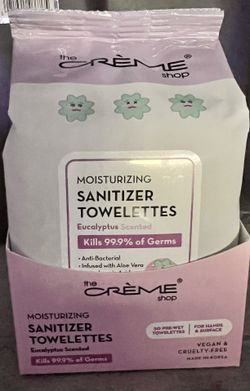 the
CRÈME®
shop
MOISTURIZING
SANITIZER
TOWELETTES
Eucalyptus Scented
Kills 99.9% of Germs
• Anti-Bacterial
• Infused with Aloe Vera
the
CRÈME®
shop
MOISTURIZING
SANITIZER
TOWELETTES
Eucalyptus Scented
Kills 99.9% of Germs
30 PRE-WET
TOWELETTES
FOR HANDS
& SURFACE
VEGAN &
CRUELTY-FREE
MADE IN KOREA